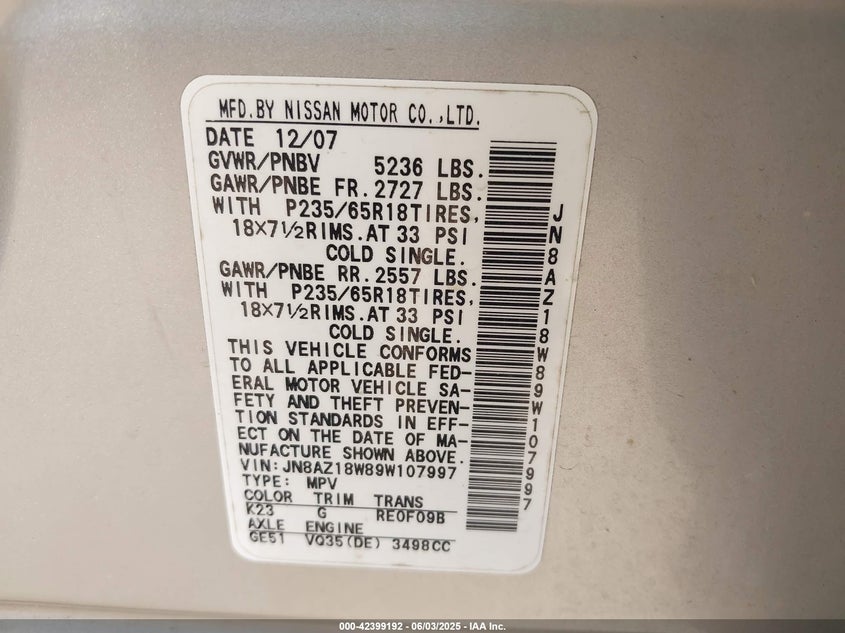 MFD.BY NISSAN MOTOR CO.,LTD.
DATE 12/07
GVWR/PNBV 5236 LBS.
GAWR/PNBE FR.2727 LBS.
WITH P235/65R18TIRES,
18×7½RIMS.AT 33 PSI
COLD SINGLE.
GAWR/PNBE RR.2557 LBS.
WITH P235/65R18TIRES,
18×7½RIMS.AT 33 PSI
COLD SINGLE.
THIS VEHICLE CONFORMS
TO ALL APPLICABLE FED-
ERAL MOTOR VEHICLE SA-
FETY AND THEFT PREVEN-
TION STANDARDS IN EFF-
ECT ON THE DATE OF MA-
NUFACTURE SHOWN ABOVE.
VIN:JN8AZ18W89W107997
TYPE: MPV
COLOR TRIM TRANS
K23 G RE0F09B
AXLE ENGINE
GE51 VQ35(DE) 3498CC
JN8AZ18W89W107997
000-42399192 - 06/03/2025 - IAA Inc.